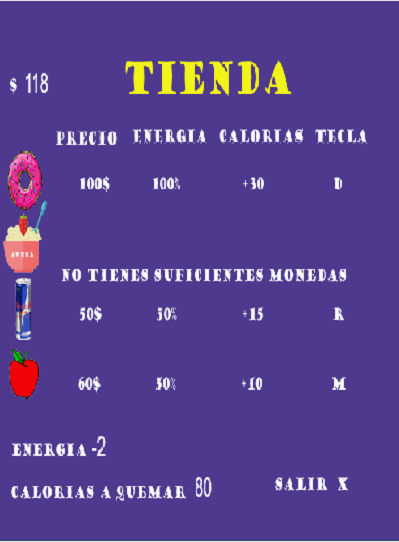 TIENDA
$ 118
PRECIO ENERGIA CALORIAS TECLA
100$ 100% +30 D
AVENA
NO TIENES SUFICIENTES MONEDAS
50$ 50% +15 R
60$ 50% +10 M
ENERGIA -2
CALORIAS A QUEMAR 80
SALIR X